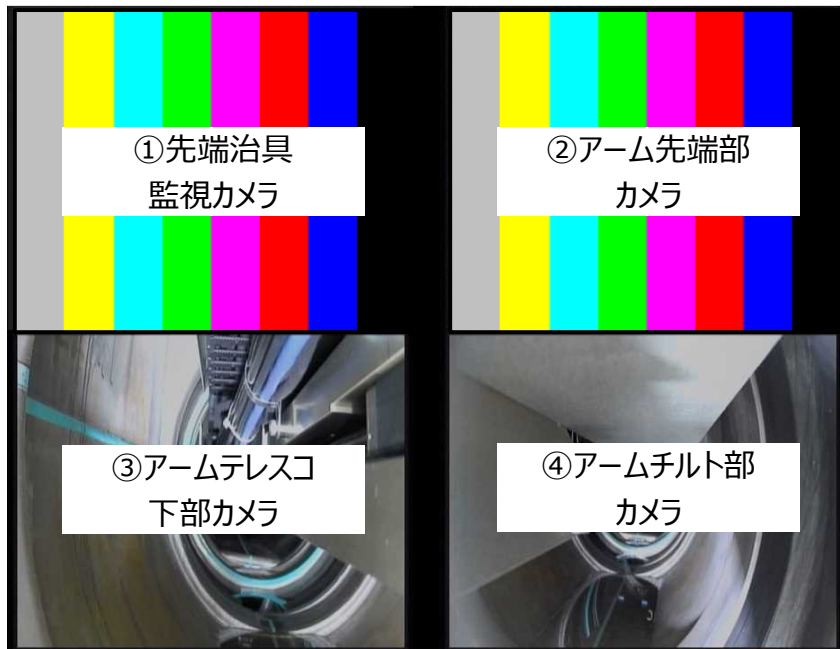 ①先端治具
監視カメラ
②アーム先端部
カメラ
③アームテレスコ
下部カメラ
④アームチルト部
カメラ